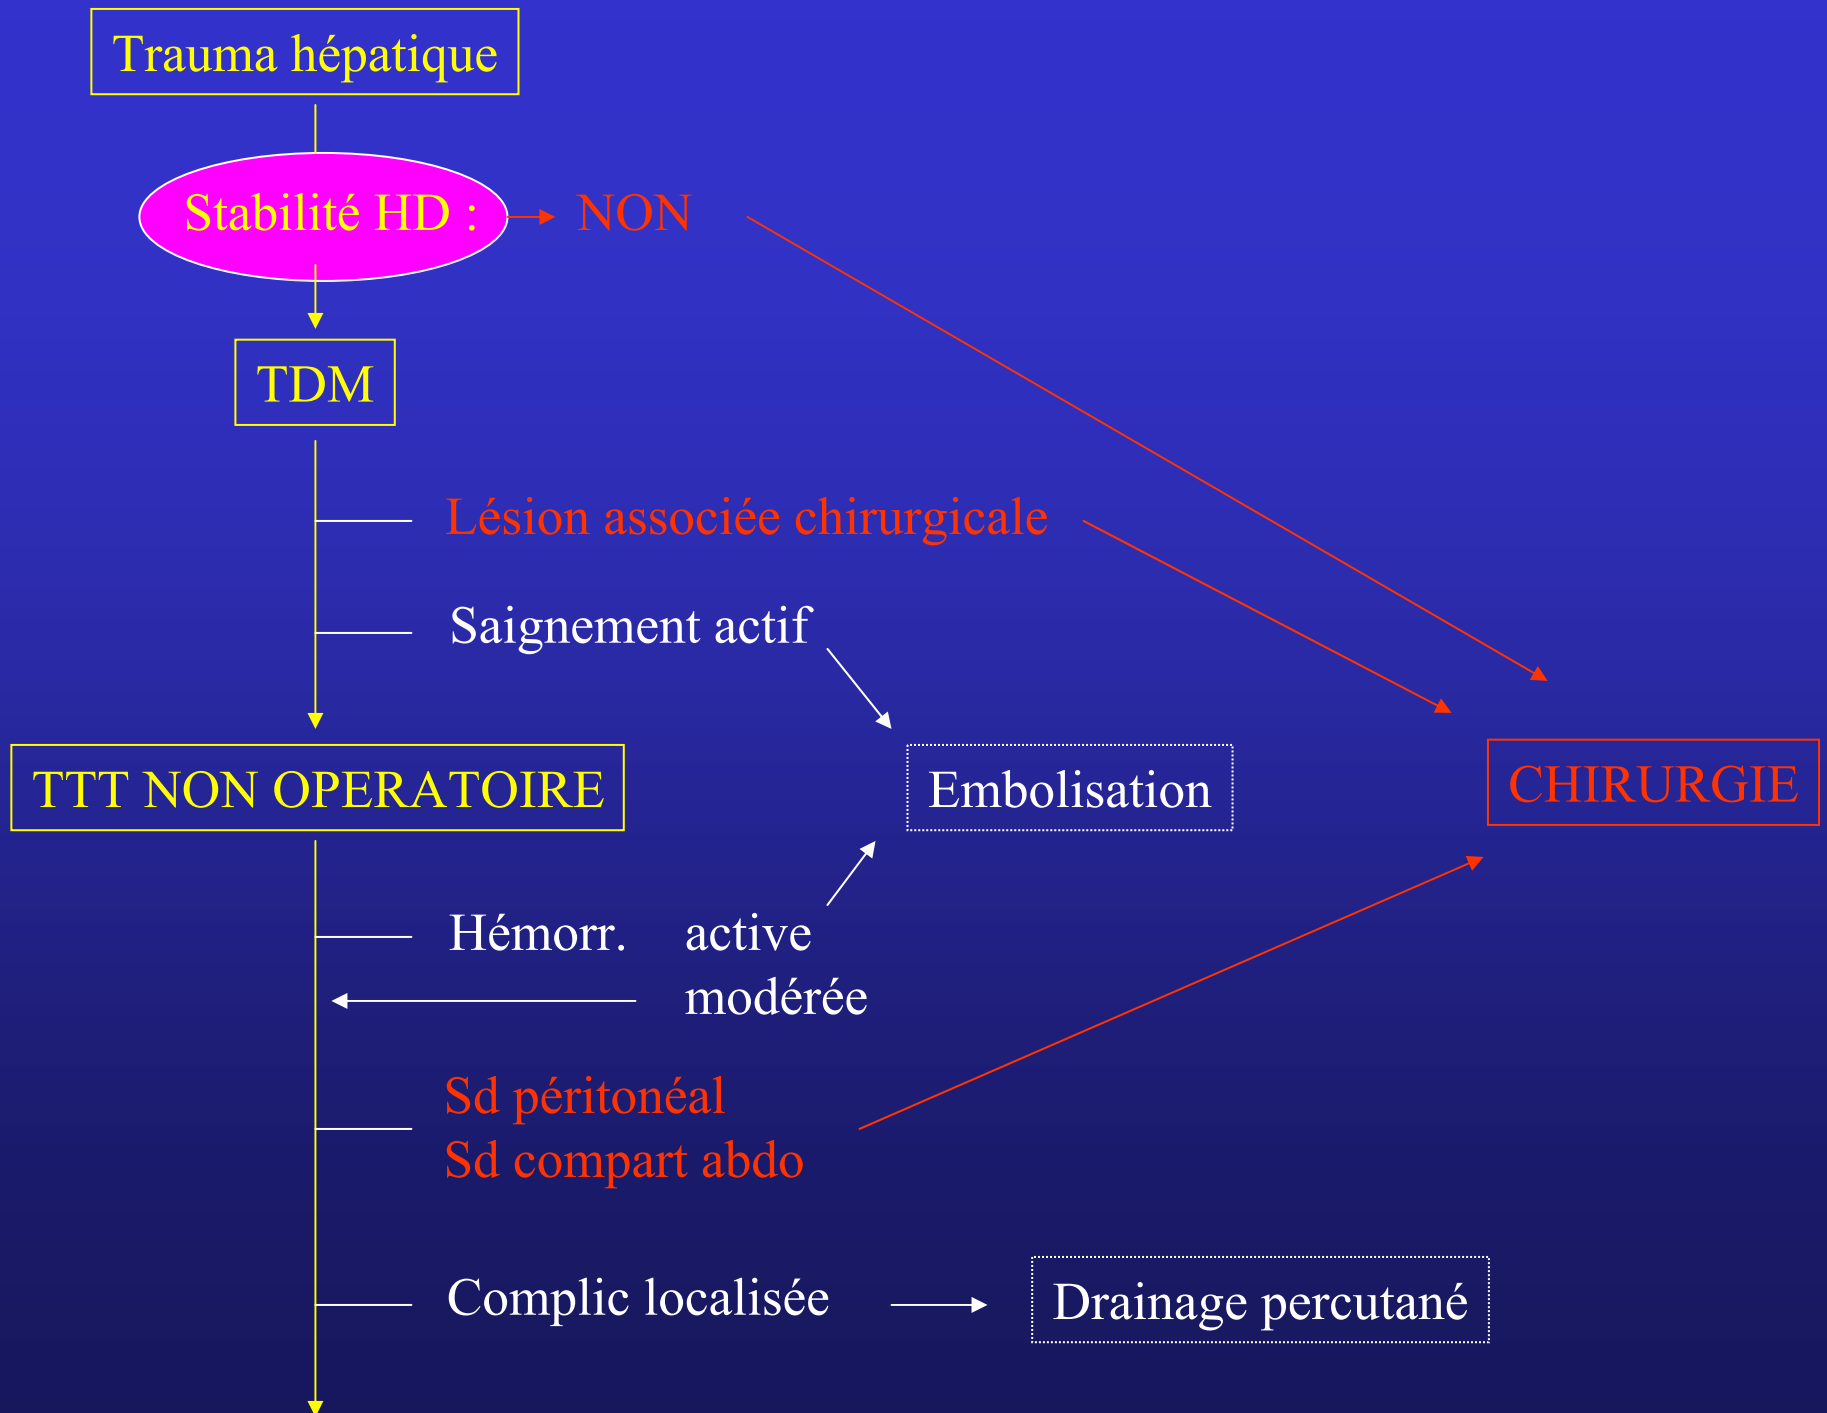 Trauma hépatique
Stabilité HD : NON
TDM
Lésion associée chirurgicale
Saignement actif
TTT NON OPERATOIRE Embolisation CHIRURGIE
Hémorr. active
modérée
Sd péritonéal
Sd compart abdo
Complic localisée Drainage percutané